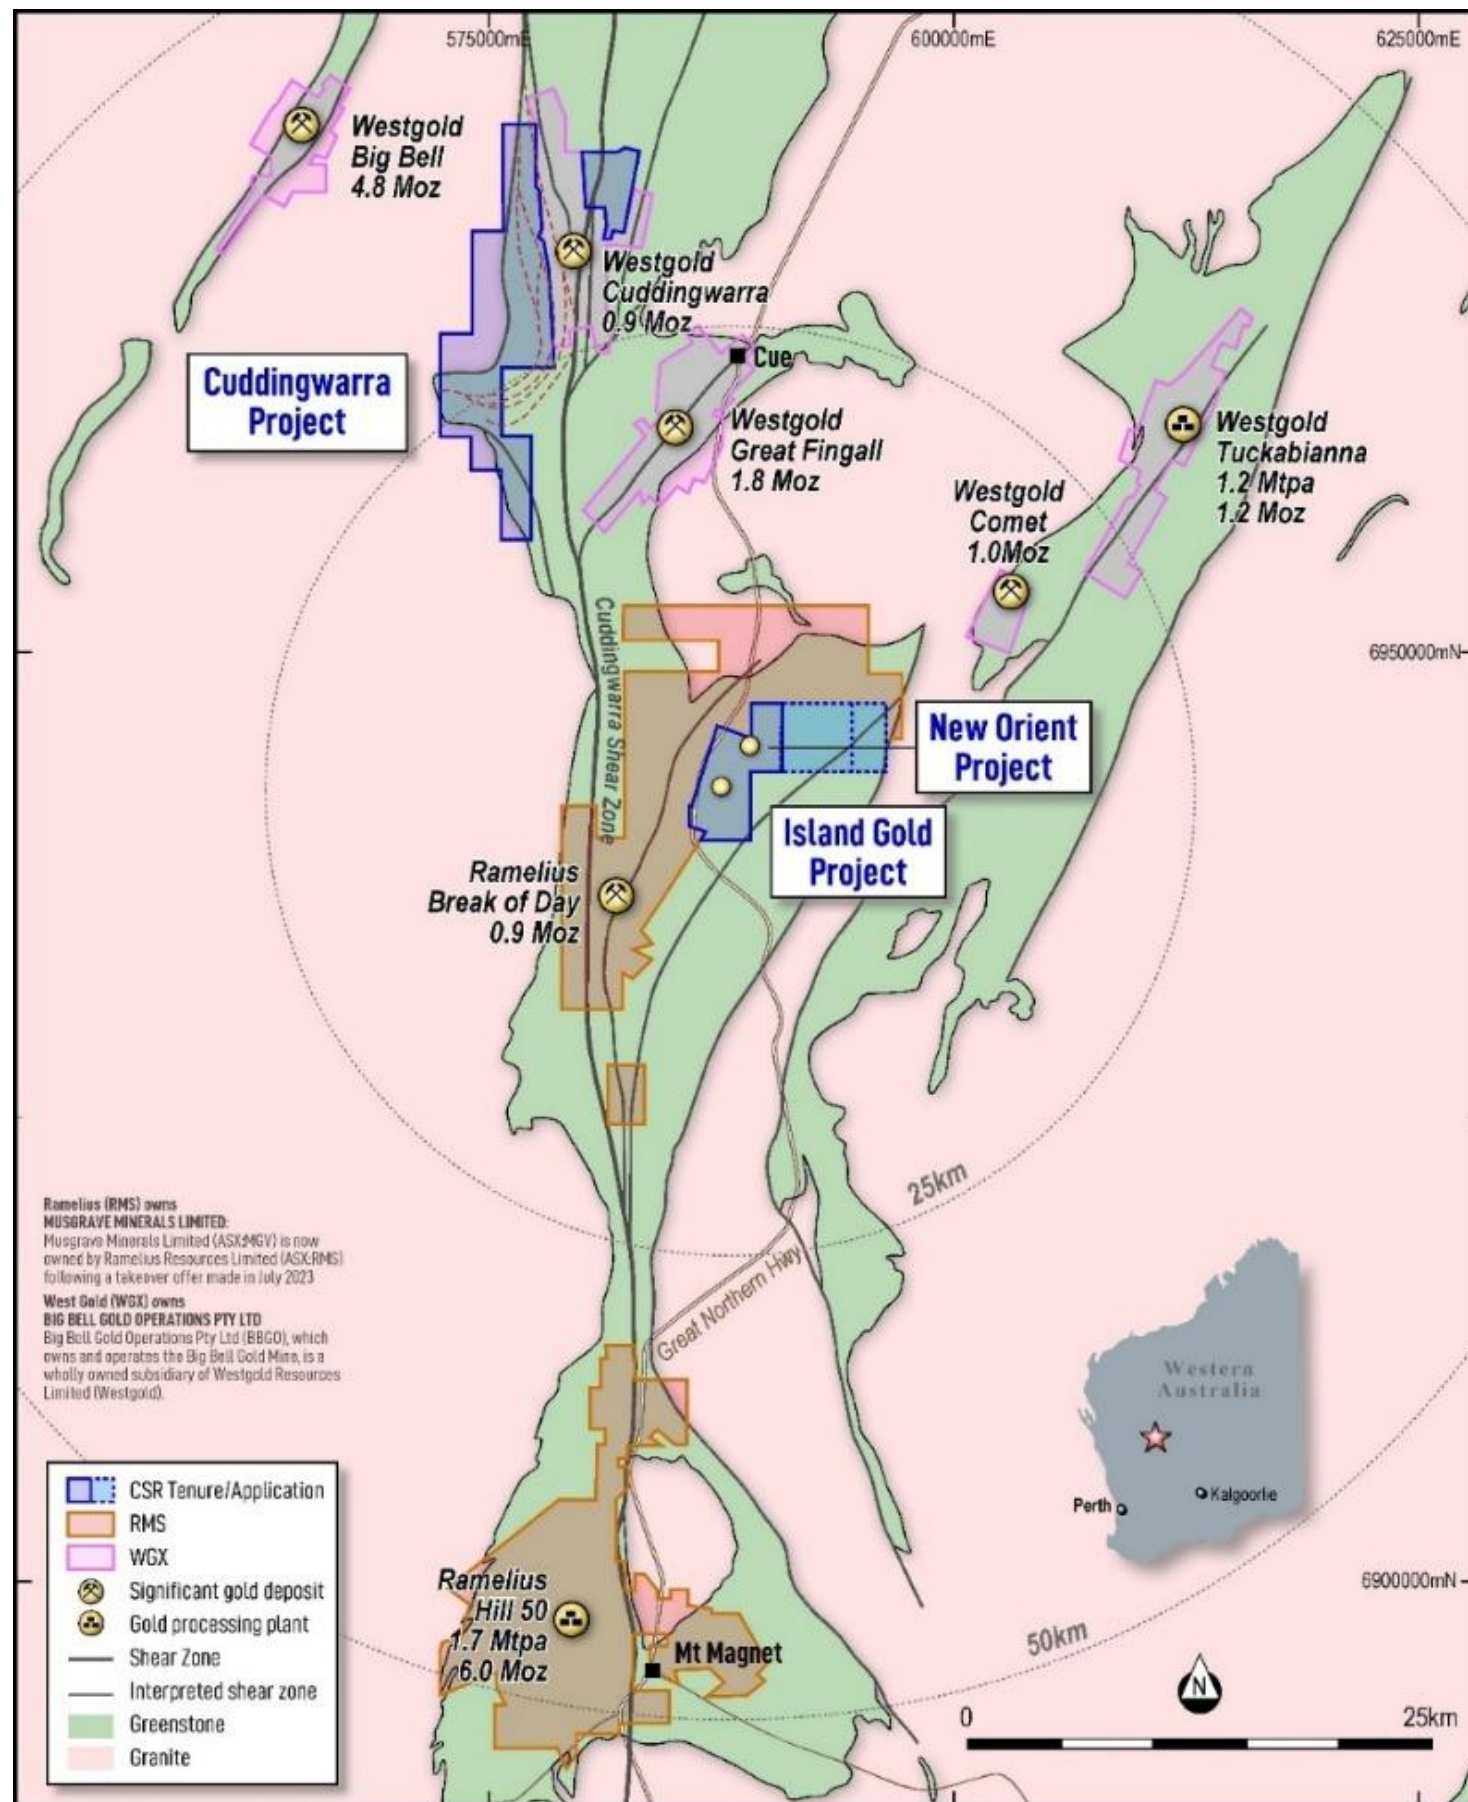 575000mE
600000mE
625000mE
Westgold
Big Bell
4.8 Moz
Westgold
Cuddingwarra
0.9 Moz
Cue
Cuddingwarra
Project
Westgold
Great Fingall
1.8 Moz
Westgold
Tuckabianna
1.2 Mtpa
1.2 Moz
Westgold
Comet
1.0Moz
Cuddingwarra Shear Zone
6950000mN
New Orient
Project
Island Gold
Project
Ramelius
Break of Day
0.9 Moz
25km
Great Northern Hwy
Ramelius (RMS) owns
MUSGRAVE MINERALS LIMITED:
Musgrave Minerals Limited (ASX:MGV) is now
owned by Ramelius Resources Limited (ASX:RMS)
following a takeover offer made in July 2023
West Gold (WGX) owns
BIG BELL GOLD OPERATIONS PTY LTD
Big Bell Gold Operations Pty Ltd (BBGO), which
owns and operates the Big Bell Gold Mine, is a
wholly owned subsidiary of Westgold Resources
Limited (Westgold).
Western
Australia
Perth
Kalgoorlie
CSR Tenure/Application
RMS
WGX
Significant gold deposit
Gold processing plant
Shear Zone
Interpreted shear zone
Greenstone
Granite
Ramelius
Hill 50
1.7 Mtpa
6.0 Moz
Mt Magnet
6900000mN
50km
N
0
25km